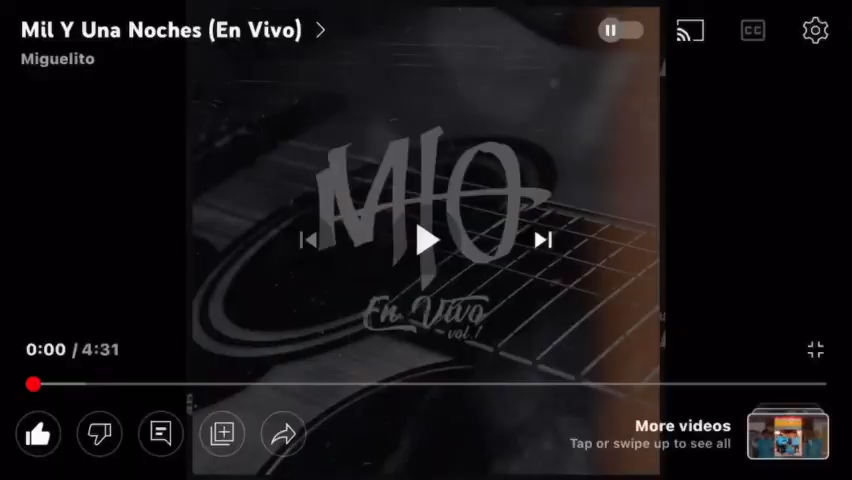 Mil Y Una Noches (En Vivo)
Miguelito
CC
MIO
En Vivo
vol.1
0:00 / 4:31
More videos
Tap or swipe up to see all